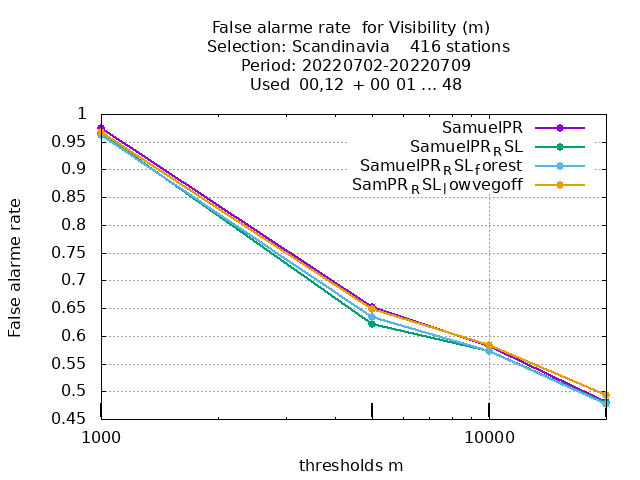 False alarme rate  for Visibility (m)
Selection: Scandinavia    416 stations
Period: 20220702-20220709
Used  00,12  + 00 01 ... 48
1
0.95
0.9
0.85
0.8
0.75
0.7
0.65
0.6
0.55
0.5
0.45
False alarme rate
SamuelPR
SamuelPR_RSL
SamuelPR_RSL_forest
SamPR_RSL_lowvegoff
1000
10000
thresholds m